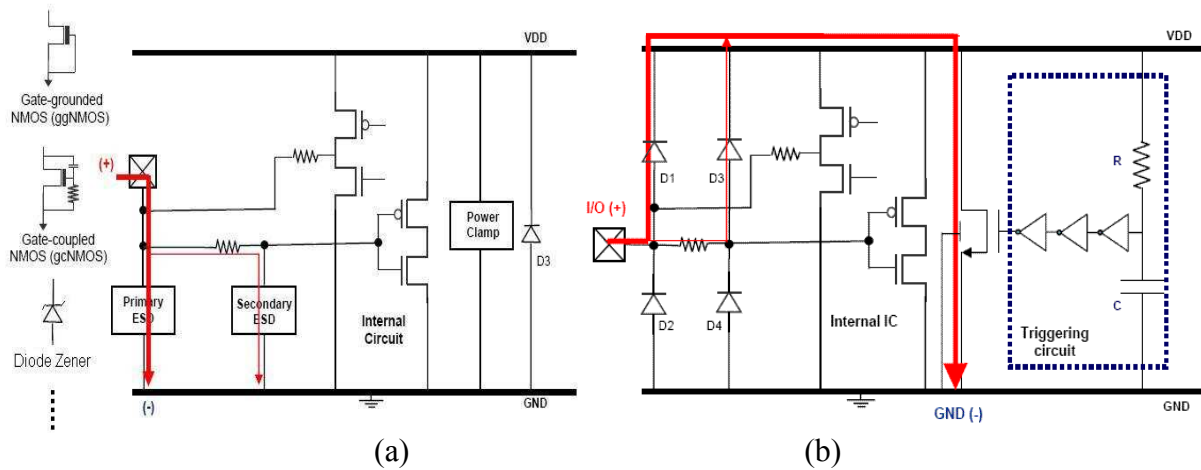 VDD
Gate-grounded
NMOS (ggNMOS)
(+)
Gate-coupled
NMOS (gcNMOS)
Diode Zener
Primary
ESD
Secondary
ESD
Internal
Circuit
Power
Clamp
D3
(-)
GND
(a)
VDD
D1
D3
I/O (+)
D2
D4
Internal IC
R
C
Triggering
circuit
GND (-)
GND
(b)